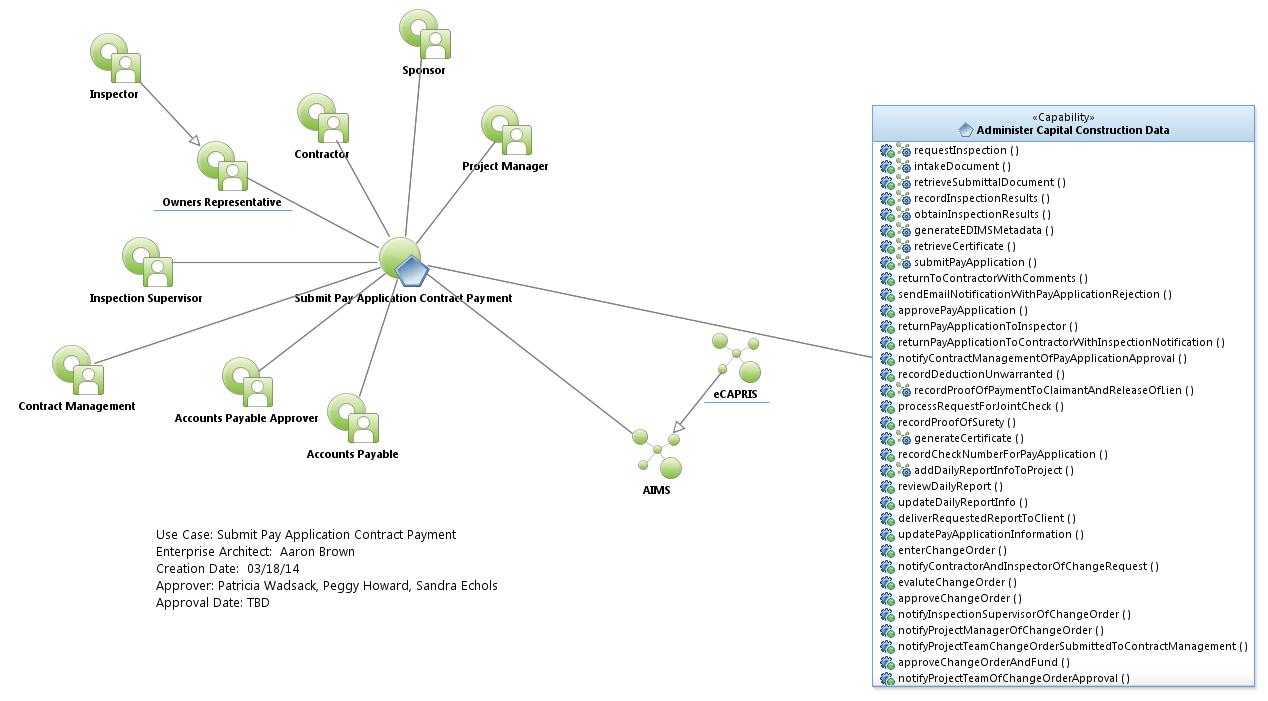 Sponsor
Inspector
Contractor
Project Manager
Owners Representative
Inspection Supervisor
Submit Pay Application Contract Payment
Contract Management
Accounts Payable Approver
Accounts Payable
eCAPRIS
AIMS
Use Case: Submit Pay Application Contract Payment
Enterprise Architect: Aaron Brown
Creation Date: 03/18/14
Approver: Patricia Wadsack, Peggy Howard, Sandra Echols
Approval Date: TBD
«Capability»
Administer Capital Construction Data
requestInspection ( )
intakeDocument ( )
retrieveSubmittalDocument ( )
recordInspectionResults ( )
obtainInspectionResults ( )
generateEDIMSMetadata ( )
retrieveCertificate ( )
submitPayApplication ( )
returnToContractorWithComments ( )
sendEmailNotificationWithPayApplicationRejection ( )
approvePayApplication ( )
returnPayApplicationToInspector ( )
returnPayApplicationToContractorWithInspectionNotification ( )
notifyContractManagementOfPayApplicationApproval ( )
recordDeductionUnwarranted ( )
recordProofOfPaymentToClaimantAndReleaseOfLien ( )
processRequestForJointCheck ( )
recordProofOfSurety ( )
generateCertificate ( )
recordCheckNumberForPayApplication ( )
addDailyReportInfoToProject ( )
reviewDailyReport ( )
updateDailyReportInfo ( )
deliverRequestedReportToClient ( )
updatePayApplicationInformation ( )
enterChangeOrder ( )
notifyContractorAndInspectorOfChangeRequest ( )
evaluteChangeOrder ( )
approveChangeOrder ( )
notifyInspectionSupervisorOfChangeOrder ( )
notifyProjectManagerOfChangeOrder ( )
notifyProjectTeamChangeOrderSubmittedToContractManagement ( )
approveChangeOrderAndFund ( )
notifyProjectTeamOfChangeOrderApproval ( )